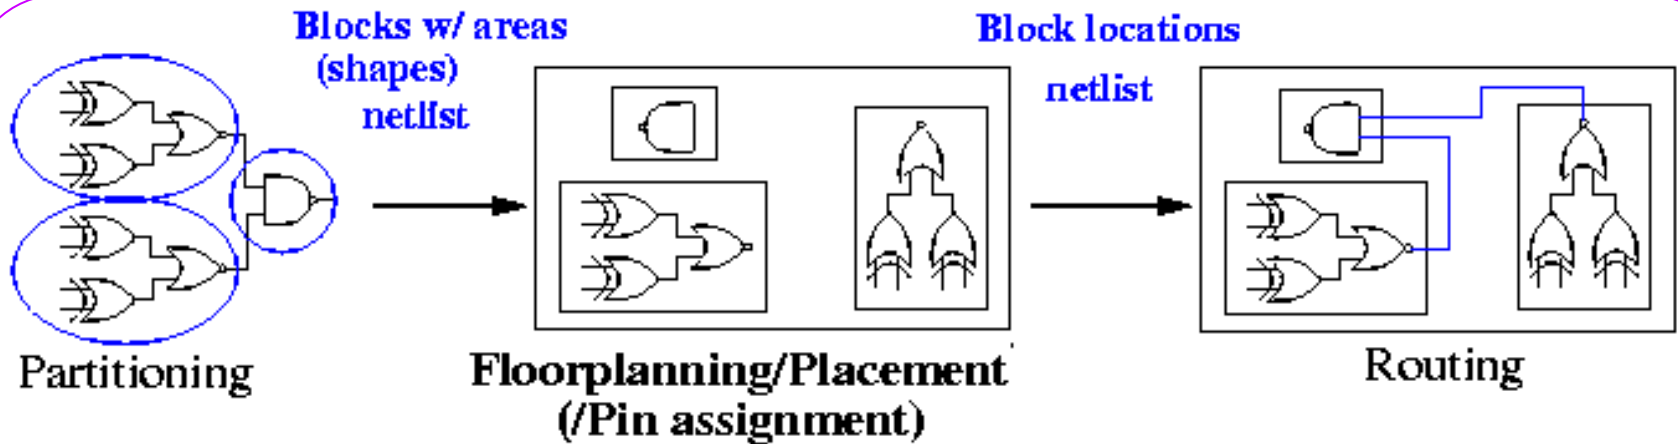 Blocks w/ areas
(shapes)
netlist
Block locations
netlist
Partitioning
Floorplanning/Placement
(/Pin assignment)
Routing